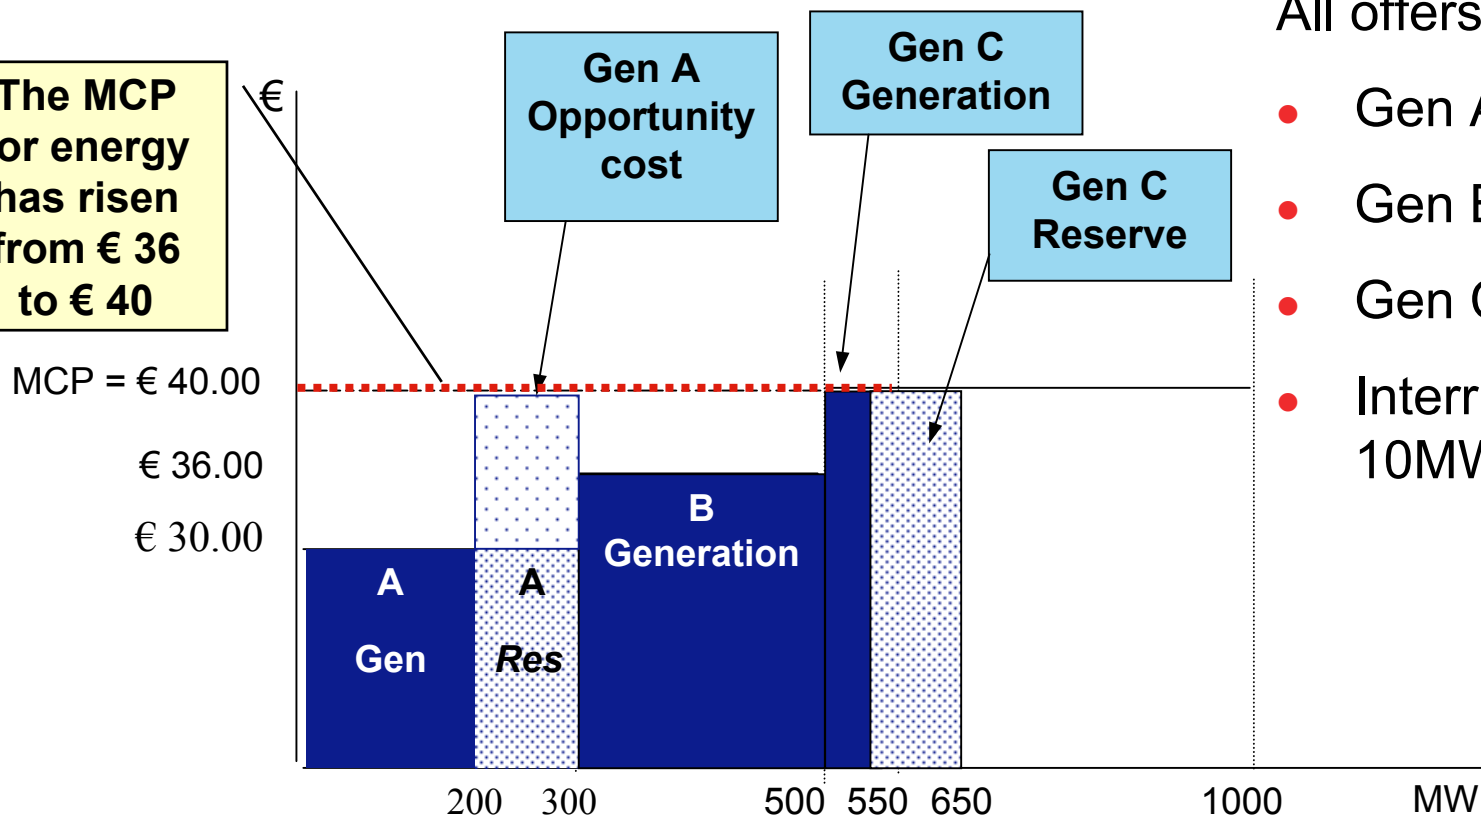 All offers
The MCP
or energy
has risen
from € 36
to € 40
€
Gen A
Opportunity
cost
Gen C
Generation
Gen C
Reserve
Gen A
Gen B
Gen C
Interr
10MW
MCP = € 40.00
€ 36.00
€ 30.00
A
Gen
A
Res
B
Generation
200 300 500 550 650 1000 MW